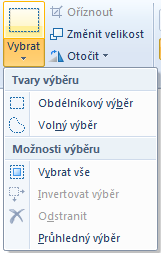 Vybrat
Oříznout
Změnit velikost
Otočit
Tvary výběru
Obdélníkový výběr
Volný výběr
Možnosti výběru
Vybrat vše
Invertovat výběr
Odstranit
Průhledný výběr